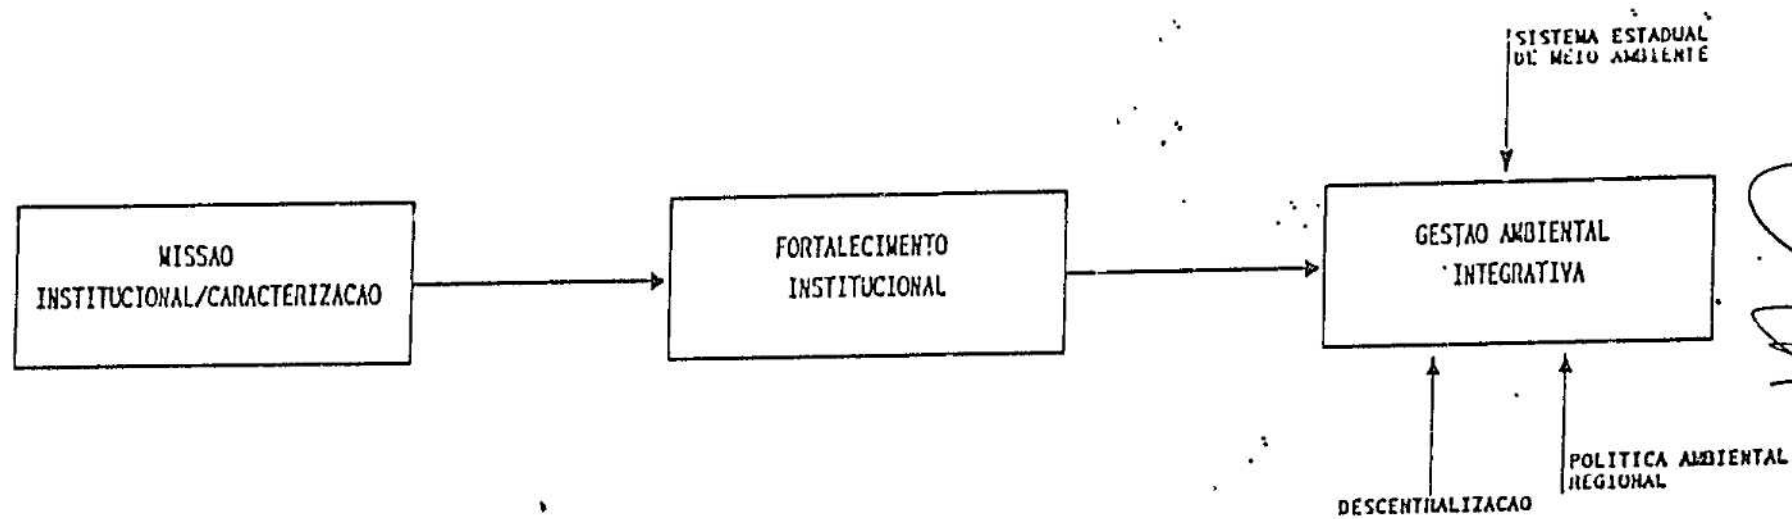 SISTEMA ESTADUAL
DE MEIO AMBIENTE
MISSAO
INSTITUCIONAL/CARACTERIZACAO
FORTALECIMENTO
INSTITUCIONAL
GESTAO AMBIENTAL
INTEGRATIVA
POLITICA AMBIENTAL
REGIONAL
DESCENTRALIZACAO